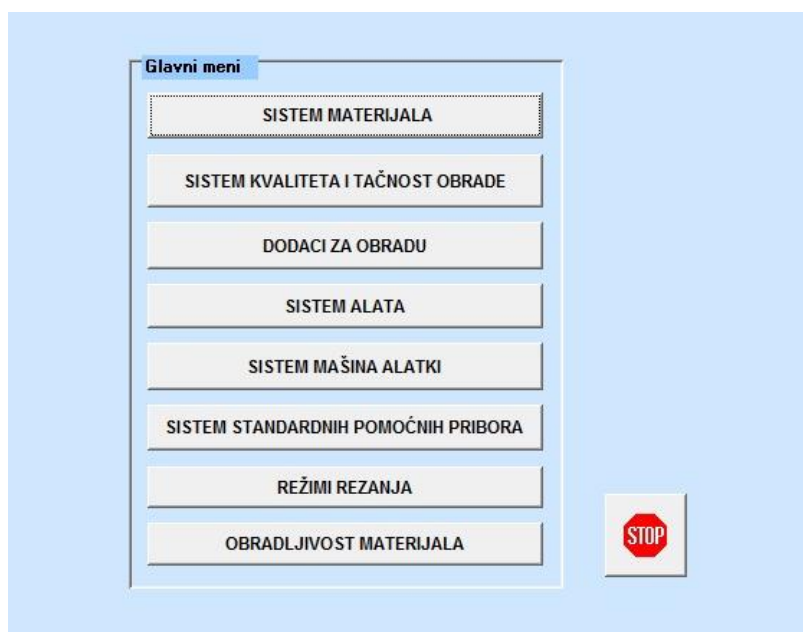 Glavni meni
SISTEM MATERIJALA
SISTEM KVALITETA I TAČNOST OBRADE
DODACI ZA OBRADU
SISTEM ALATA
SISTEM MAŠINA ALATKI
SISTEM STANDARDNIH POMOĆNIH PRIBORA
REŽIMI REZANJA
STOP
OBRADLJIVOST MATERIJALA